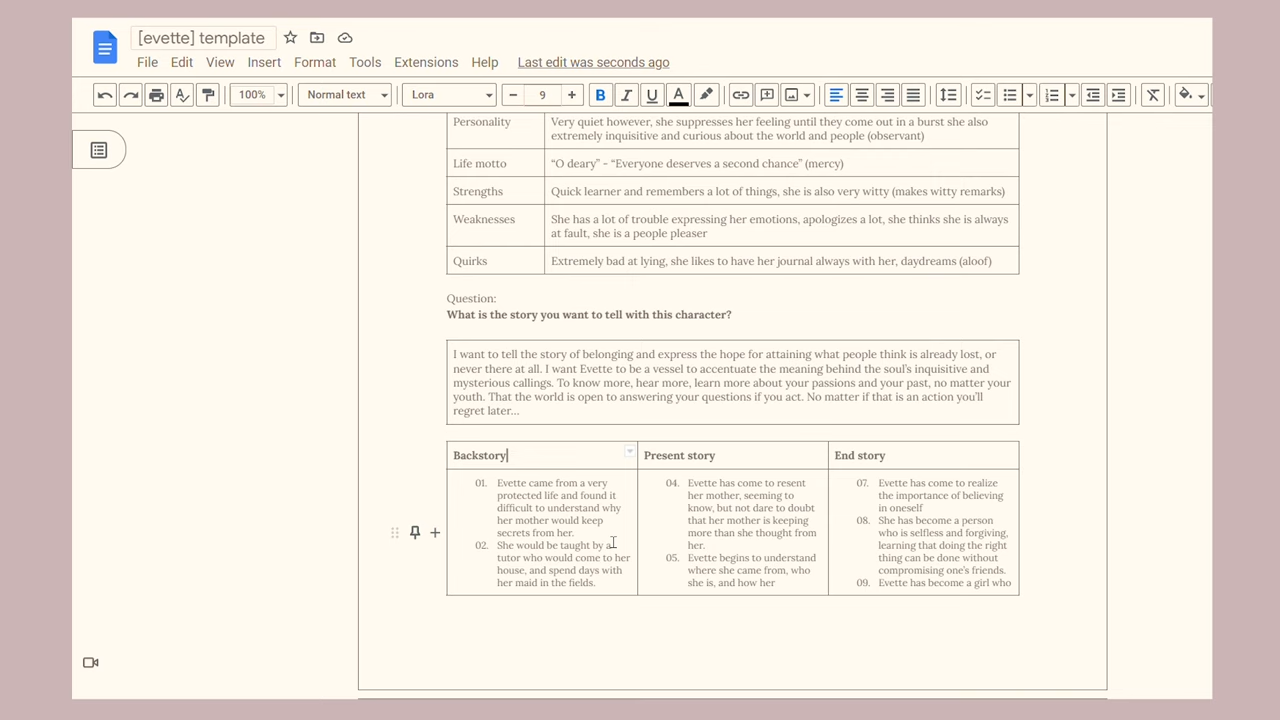 [evette] template
File Edit View Insert Format Tools Extensions Help Last edit was seconds ago
100% Normal text Lora 9 B I U A
Personality Very quiet however, she suppresses her feeling until they come out in a burst she also
extremely inquisitive and curious about the world and people (observant)
Life motto “O deary” - “Everyone deserves a second chance” (mercy)
Strengths Quick learner and remembers a lot of things, she is also very witty (makes witty remarks)
Weaknesses She has a lot of trouble expressing her emotions, apologizes a lot, she thinks she is always
at fault, she is a people pleaser
Quirks Extremely bad at lying, she likes to have her journal always with her, daydreams (aloof)
Question:
What is the story you want to tell with this character?
I want to tell the story of belonging and express the hope for attaining what people think is already lost, or
never there at all. I want Evette to be a vessel to accentuate the meaning behind the soul’s inquisitive and
mysterious callings. To know more, hear more, learn more about your passions and your past, no matter your
youth. That the world is open to answering your questions if you act. No matter if that is an action you’ll
regret later…
Backstory
01. Evette came from a very
protected life and found it
difficult to understand why
her mother would keep
secrets from her.
02. She would be taught by a
tutor who would come to her
house, and spend days with
her maid in the fields.
Present story
04. Evette has come to resent
her mother, seeming to
know, but not dare to doubt
that her mother is keeping
more than she thought from
her.
05. Evette begins to understand
where she came from, who
she is, and how her
End story
07. Evette has come to realize
the importance of believing
in oneself
08. She has become a person
who is selfless and forgiving,
learning that doing the right
thing can be done without
compromising one’s friends.
09. Evette has become a girl who